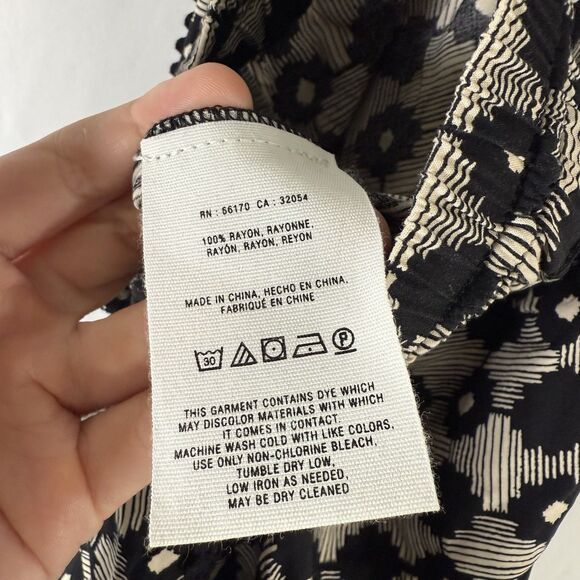 RN : 56170 CA : 32054
100% RAYON, RAYONNE,
RAYÓN, RAYON, REYON
MADE IN CHINA, HECHO EN CHINA,
FABRIQUÉ EN CHINE
30 P
THIS GARMENT CONTAINS DYE WHICH
MAY DISCOLOR MATERIALS WITH WHICH
IT COMES IN CONTACT
MACHINE WASH COLD WITH LIKE COLORS,
USE ONLY NON-CHLORINE BLEACH,
TUMBLE DRY LOW,
LOW IRON AS NEEDED,
MAY BE DRY CLEANED